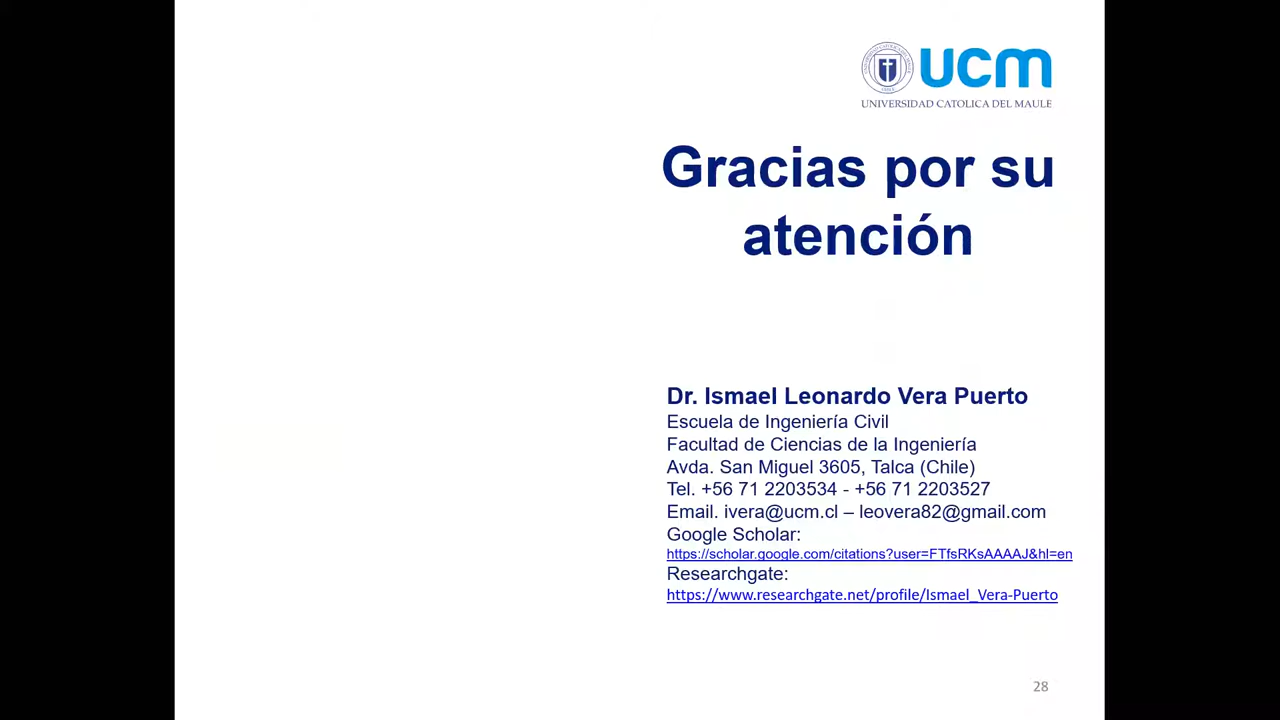 ucm
UNIVERSIDAD CATOLICA DEL MAULE
Gracias por su
atención
Dr. Ismael Leonardo Vera Puerto
Escuela de Ingeniería Civil
Facultad de Ciencias de la Ingeniería
Avda. San Miguel 3605, Talca (Chile)
Tel. +56 71 2203534 - +56 71 2203527
Email. ivera@ucm.cl – leovera82@gmail.com
Google Scholar:
https://scholar.google.com/citations?user=FTfsRKsAAAAJ&hl=en
Researchgate:
https://www.researchgate.net/profile/Ismael_Vera-Puerto
28